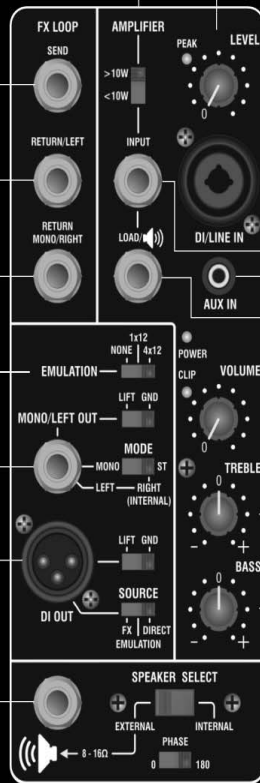 FX LOOP
SEND
RETURN/LEFT
RETURN
MONO/RIGHT
AMPLIFIER
>10W
<10W
INPUT
LOAD/
PEAK
LEVEL
0
DI/LINE IN
AUX IN
1x12
NONE 4x12
EMULATION
LIFT GND
MONO/LEFT OUT
MODE
MONO ST
LEFT RIGHT
(INTERNAL)
LIFT GND
DI OUT
SOURCE
FX DIRECT
EMULATION
POWER
CLIP
VOLUME
0
TREBLE
0
- +
BASS
0
- +
SPEAKER SELECT
EXTERNAL INTERNAL
8 - 16Ω
PHASE
0 180